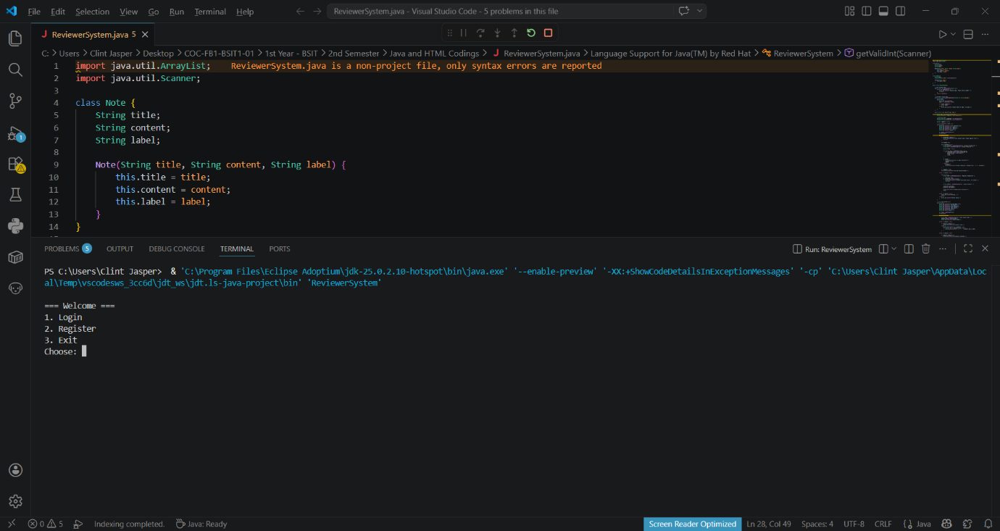 File Edit Selection View Go Run Terminal Help
ReviewerSystem.java - Visual Studio Code - 5 problems in this file
ReviewerSystem.java 5
C: > Users > Clint Jasper > Desktop > COC-FB1-BSIT1-01 > 1st Year - BSIT > 2nd Semester > Java and HTML Codings > J ReviewerSystem.java > Language Support for Java(TM) by Red Hat > ReviewerSystem > getValidInt(Scanner)
1 import java.util.ArrayList; ReviewerSystem.java is a non-project file, only syntax errors are reported
2 import java.util.Scanner;
3
4 class Note {
5 String title;
6 String content;
7 String label;
8
9 Note(String title, String content, String label) {
10 this.title = title;
11 this.content = content;
12 this.label = label;
13 }
14 }
PROBLEMS 5 OUTPUT DEBUG CONSOLE TERMINAL PORTS Run: ReviewerSystem
PS C:\Users\Clint Jasper> & 'C:\Program Files\Eclipse Adoptium\jdk-25.0.2.10-hotspot\bin\java.exe' '--enable-preview' '-XX:+ShowCodeDetailsInExceptionMessages' '-cp' 'C:\Users\Clint Jasper\AppData\Loc
al\Temp\vscodesws_3cc6d\jdt_ws\jdt.ls-java-project\bin' 'ReviewerSystem'
=== Welcome ===
1. Login
2. Register
3. Exit
Choose:
1
0 5 Indexing completed. Java: Ready Screen Reader Optimized Ln 28, Col 49 Spaces: 4 UTF-8 CRLF {} Java